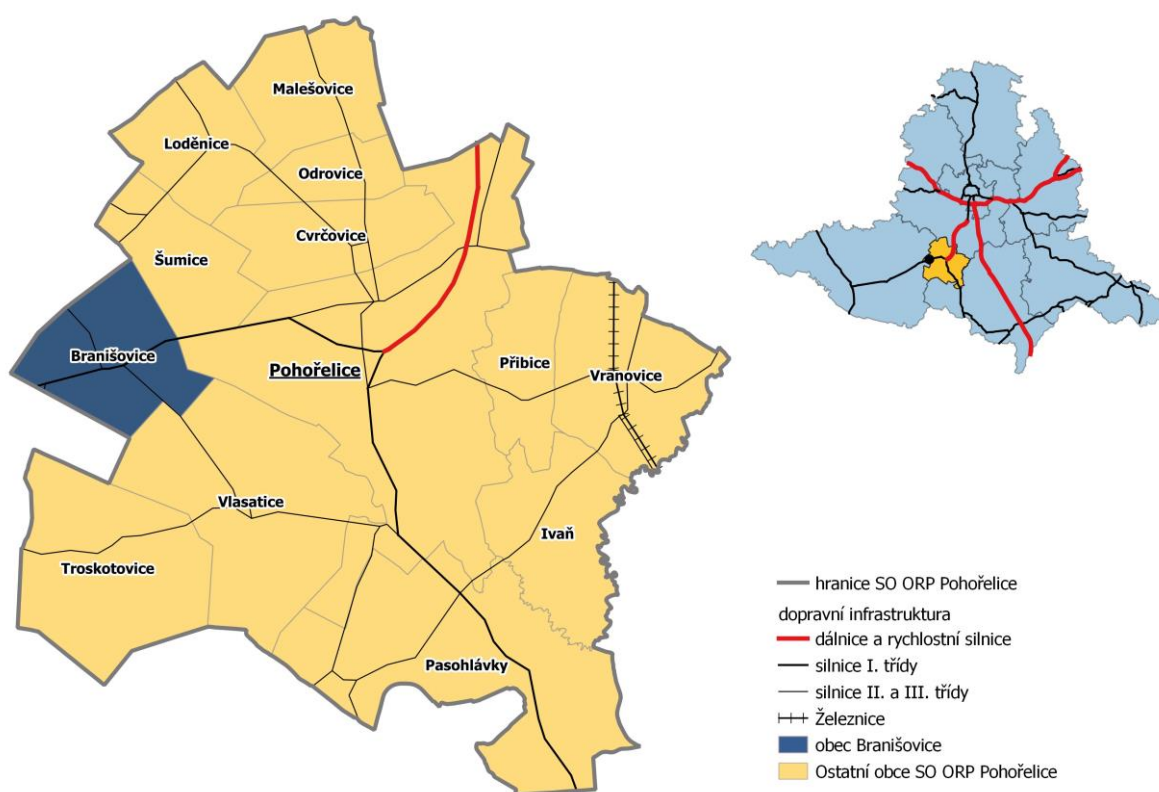 Malešovice
Loděnice
Odrovice
Cvrčovice
Šumice
Branišovice
Pohořelice
Přibice
Vranovice
Vlasatice
Ivaň
Troskotovice
Pasohlávky
hranice SO ORP Pohořelice
dopravní infrastruktura
dálnice a rychlostní silnice
silnice I. třídy
silnice II. a III. třídy
Železnice
obec Branišovice
Ostatní obce SO ORP Pohořelice